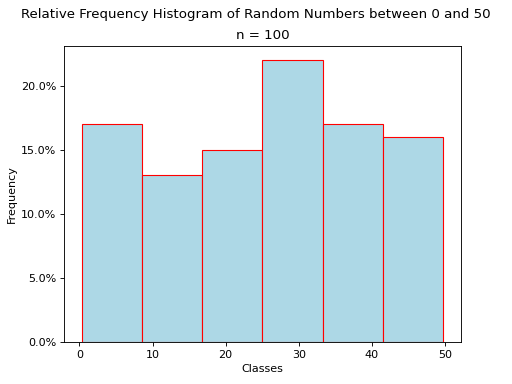 Relative Frequency Histogram of Random Numbers between 0 and 50
n = 100
20.0%
15.0%
10.0%
5.0%
0.0%
Frequency
0 10 20 30 40 50
Classes